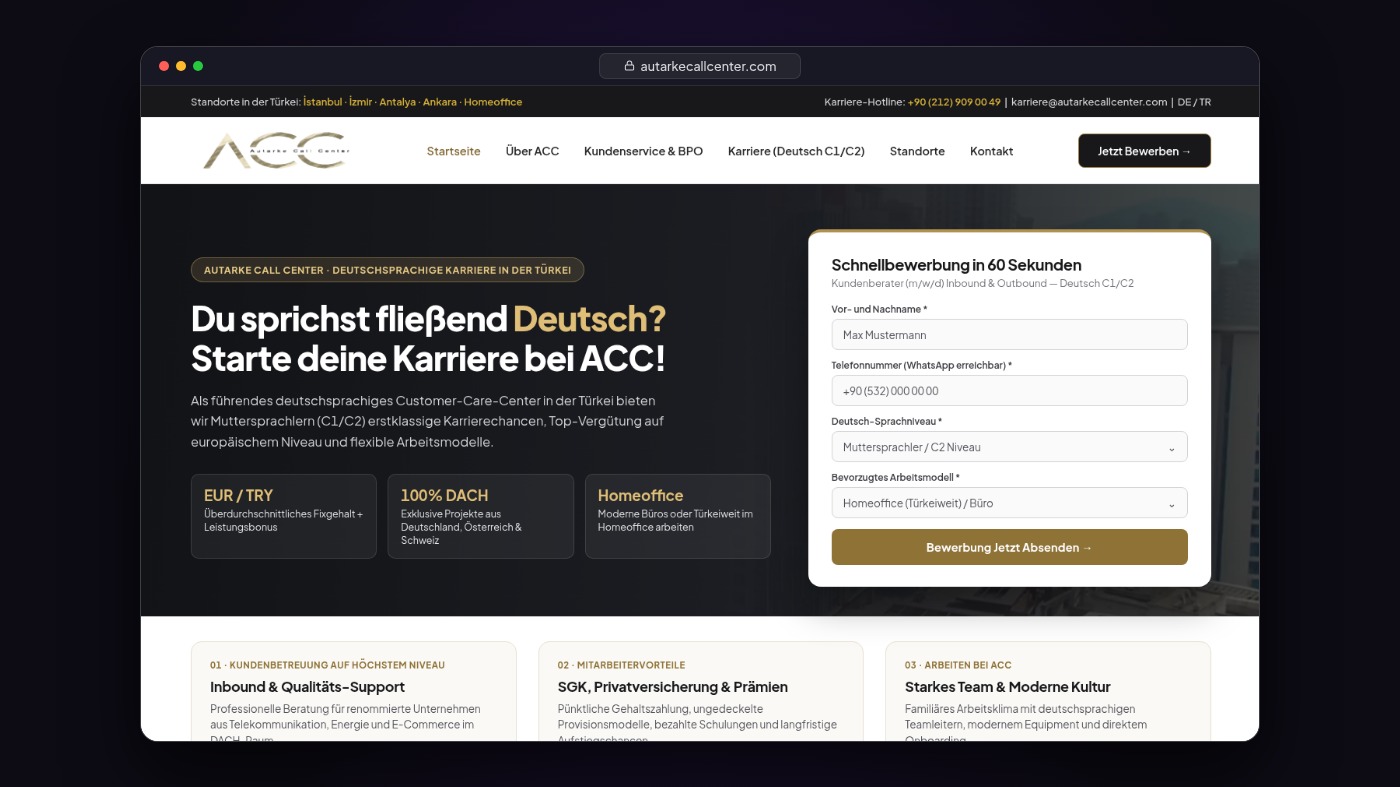 autarkecallcenter.com
Standorte in der Türkei: İstanbul · İzmir · Antalya · Ankara · Homeoffice
Karriere-Hotline: +90 (212) 909 00 49 | karriere@autarkecallcenter.com | DE / TR
ACC
Autarke Call Center
Startseite
Über ACC
Kundenservice & BPO
Karriere (Deutsch C1/C2)
Standorte
Kontakt
Jetzt Bewerben →
AUTARKE CALL CENTER · DEUTSCHSPRACHIGE KARRIERE IN DER TÜRKEI
Du sprichst fließend Deutsch?
Starte deine Karriere bei ACC!
Als führendes deutschsprachiges Customer-Care-Center in der Türkei bieten
wir Muttersprachlern (C1/C2) erstklassige Karrierechancen, Top-Vergütung auf
europäischem Niveau und flexible Arbeitsmodelle.
EUR / TRY
Überdurchschnittliches Fixgehalt +
Leistungsbonus
100% DACH
Exklusive Projekte aus
Deutschland, Österreich &
Schweiz
Homeoffice
Moderne Büros oder Türkeiweit im
Homeoffice arbeiten
Schnellbewerbung in 60 Sekunden
Kundenberater (m/w/d) Inbound & Outbound — Deutsch C1/C2
Vor- und Nachname *
Max Mustermann
Telefonnummer (WhatsApp erreichbar) *
+90 (532) 000 00 00
Deutsch-Sprachniveau *
Muttersprachler / C2 Niveau
Bevorzugtes Arbeitsmodell *
Homeoffice (Türkeiweit) / Büro
Bewerbung Jetzt Absenden →
01 · KUNDENBETREUUNG AUF HÖCHSTEM NIVEAU
Inbound & Qualitäts-Support
Professionelle Beratung für renommierte Unternehmen
aus Telekommunikation, Energie und E-Commerce im
DACH-Raum.
02 · MITARBEITERVORTEILE
SGK, Privatversicherung & Prämien
Pünktliche Gehaltszahlung, ungedeckelte
Provisionsmodelle, bezahlte Schulungen und langfristige
Aufstiegschancen.
03 · ARBEITEN BEI ACC
Starkes Team & Moderne Kultur
Familiäres Arbeitsklima mit deutschsprachigen
Teamleitern, modernem Equipment und direktem
Onboarding.